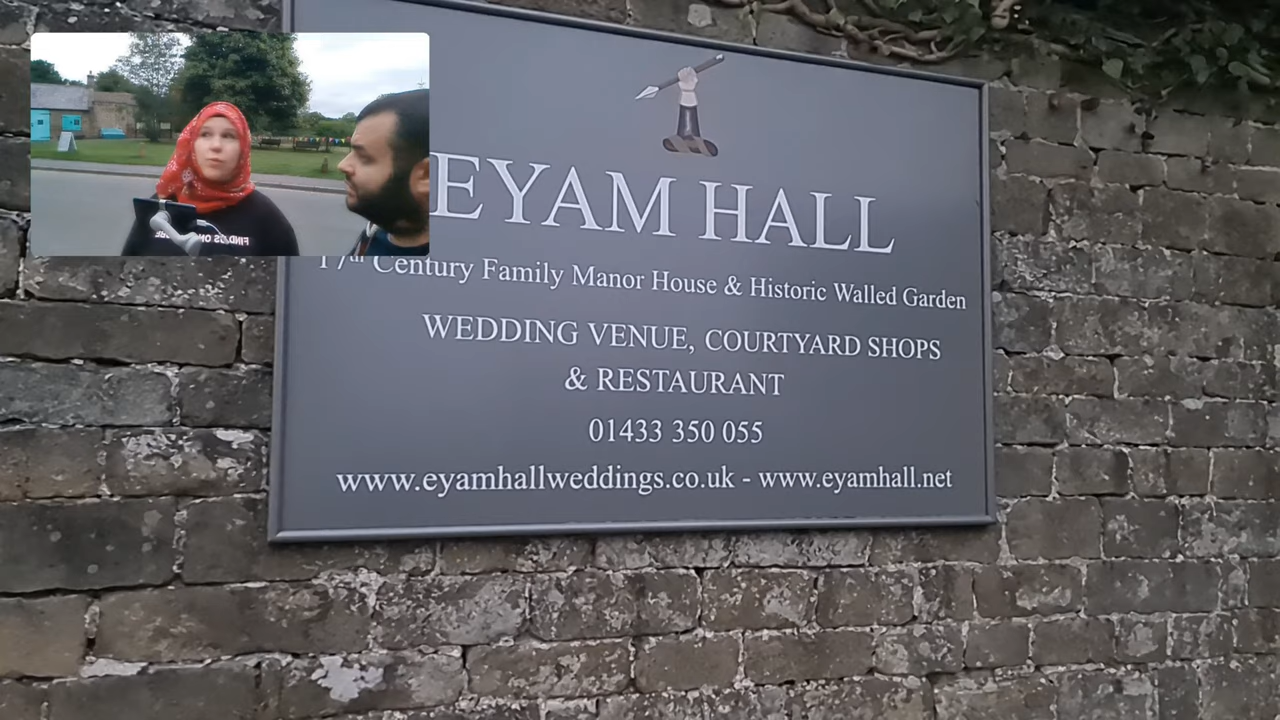 EYAM HALL
17th Century Family Manor House & Historic Walled Garden
WEDDING VENUE, COURTYARD SHOPS
& RESTAURANT
01433 350 055
www.eyamhallweddings.co.uk - www.eyamhall.net